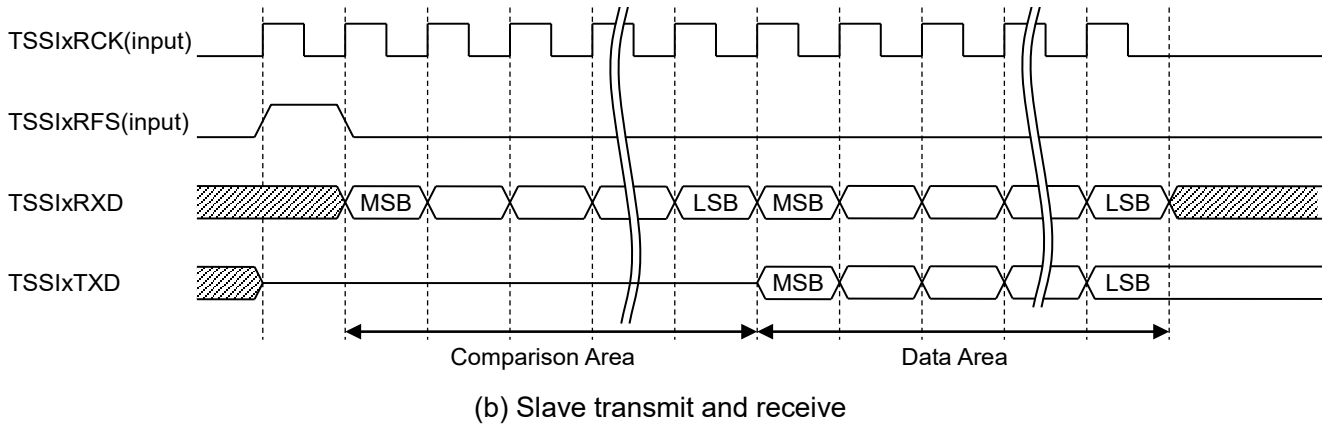 TSSIxRCK(input)
TSSIxRFS(input)
TSSIxRXD MSB LSB MSB LSB
TSSIxTXD MSB LSB
Comparison Area Data Area
(b) Slave transmit and receive